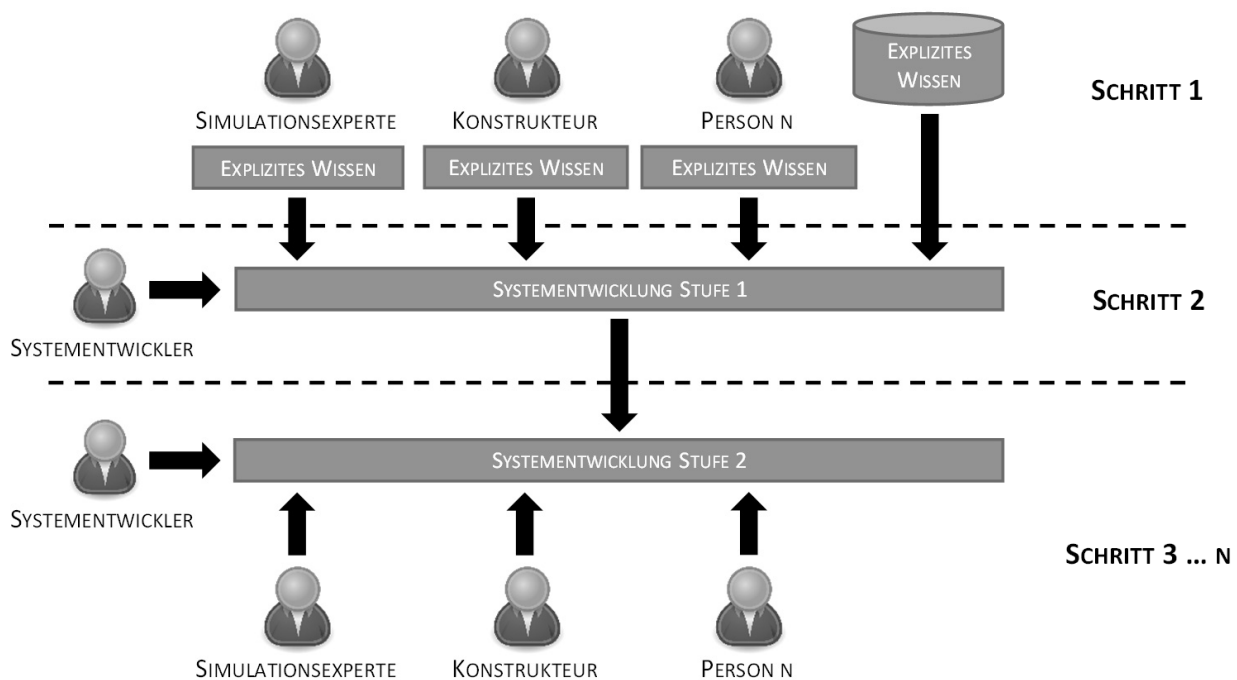 Explizites
Wissen
Schritt 1
Simulationsexperte
Konstrukteur
Person n
Explizites Wissen
Explizites Wissen
Explizites Wissen
Systementwicklung Stufe 1
Schritt 2
Systementwickler
Systementwicklung Stufe 2
Systementwickler
Schritt 3 ... n
Simulationsexperte
Konstrukteur
Person n